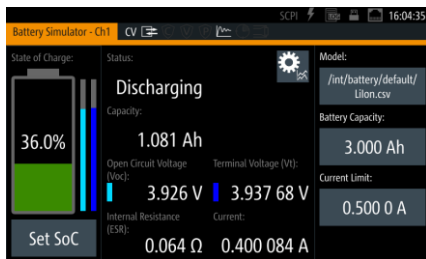 SCPI 16:04:35
Battery Simulator - Ch1 CV
State of Charge:
36.0%
Set SoC
Status:
Discharging
Capacity:
1.081 Ah
Open Circuit Voltage
(Voc):
3.926 V
Terminal Voltage (Vt):
3.937 68 V
Internal Resistance
(ESR):
0.064 Ω
Current:
0.400 084 A
Model:
/int/battery/default/
LiIon.csv
Battery Capacity:
3.000 Ah
Current Limit:
0.500 0 A